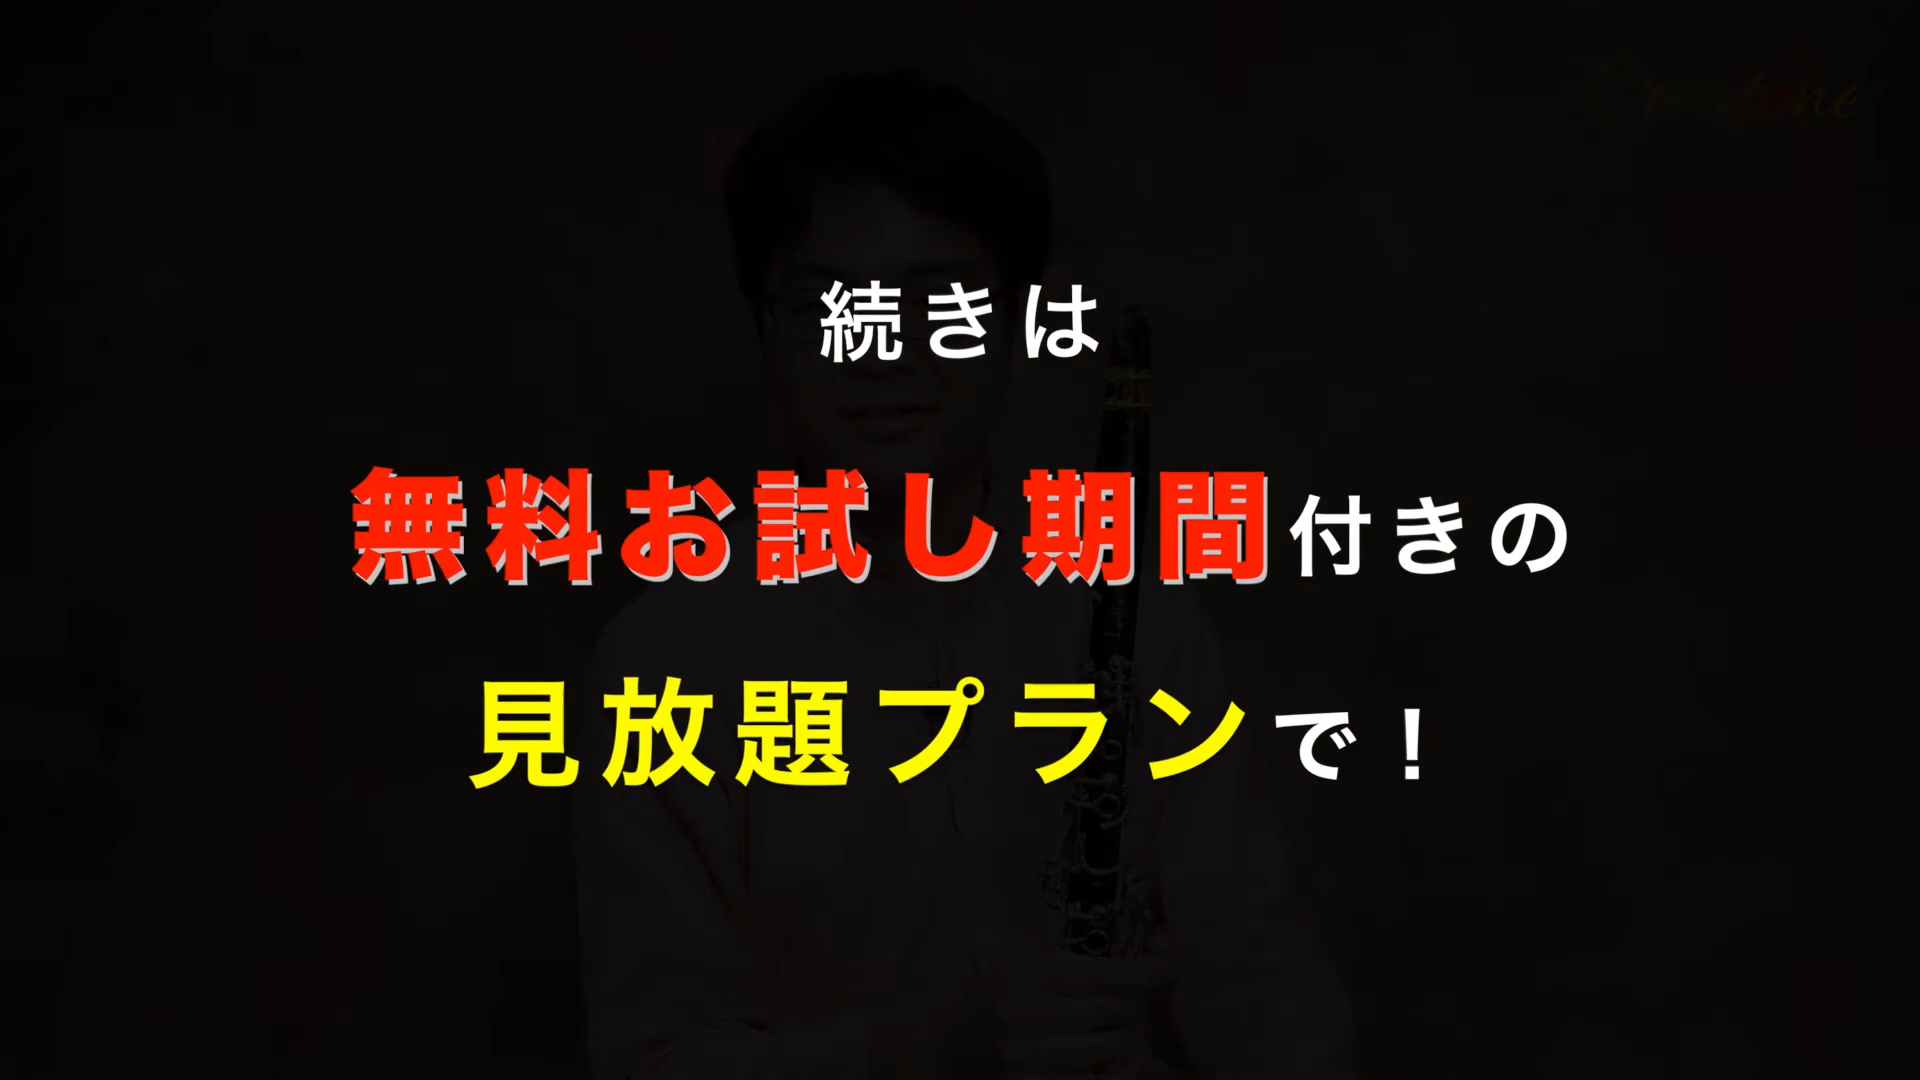 続きは
無料お試し期間付きの
見放題プランで！